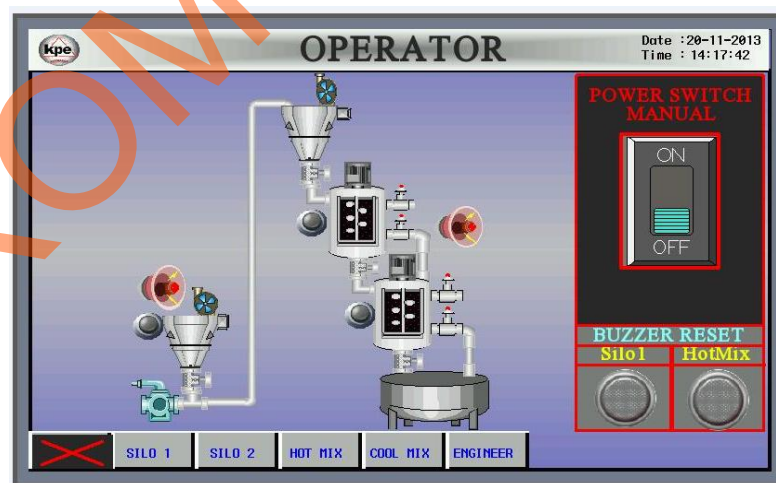 kpe
OPERATOR
Date :20-11-2013
Time : 14:17:42
POWER SWITCH
MANUAL
ON
OFF
BUZZER RESET
Silo1 HotMix
SILO 1 SILO 2 HOT MIX COOL MIX ENGINEER
KOM